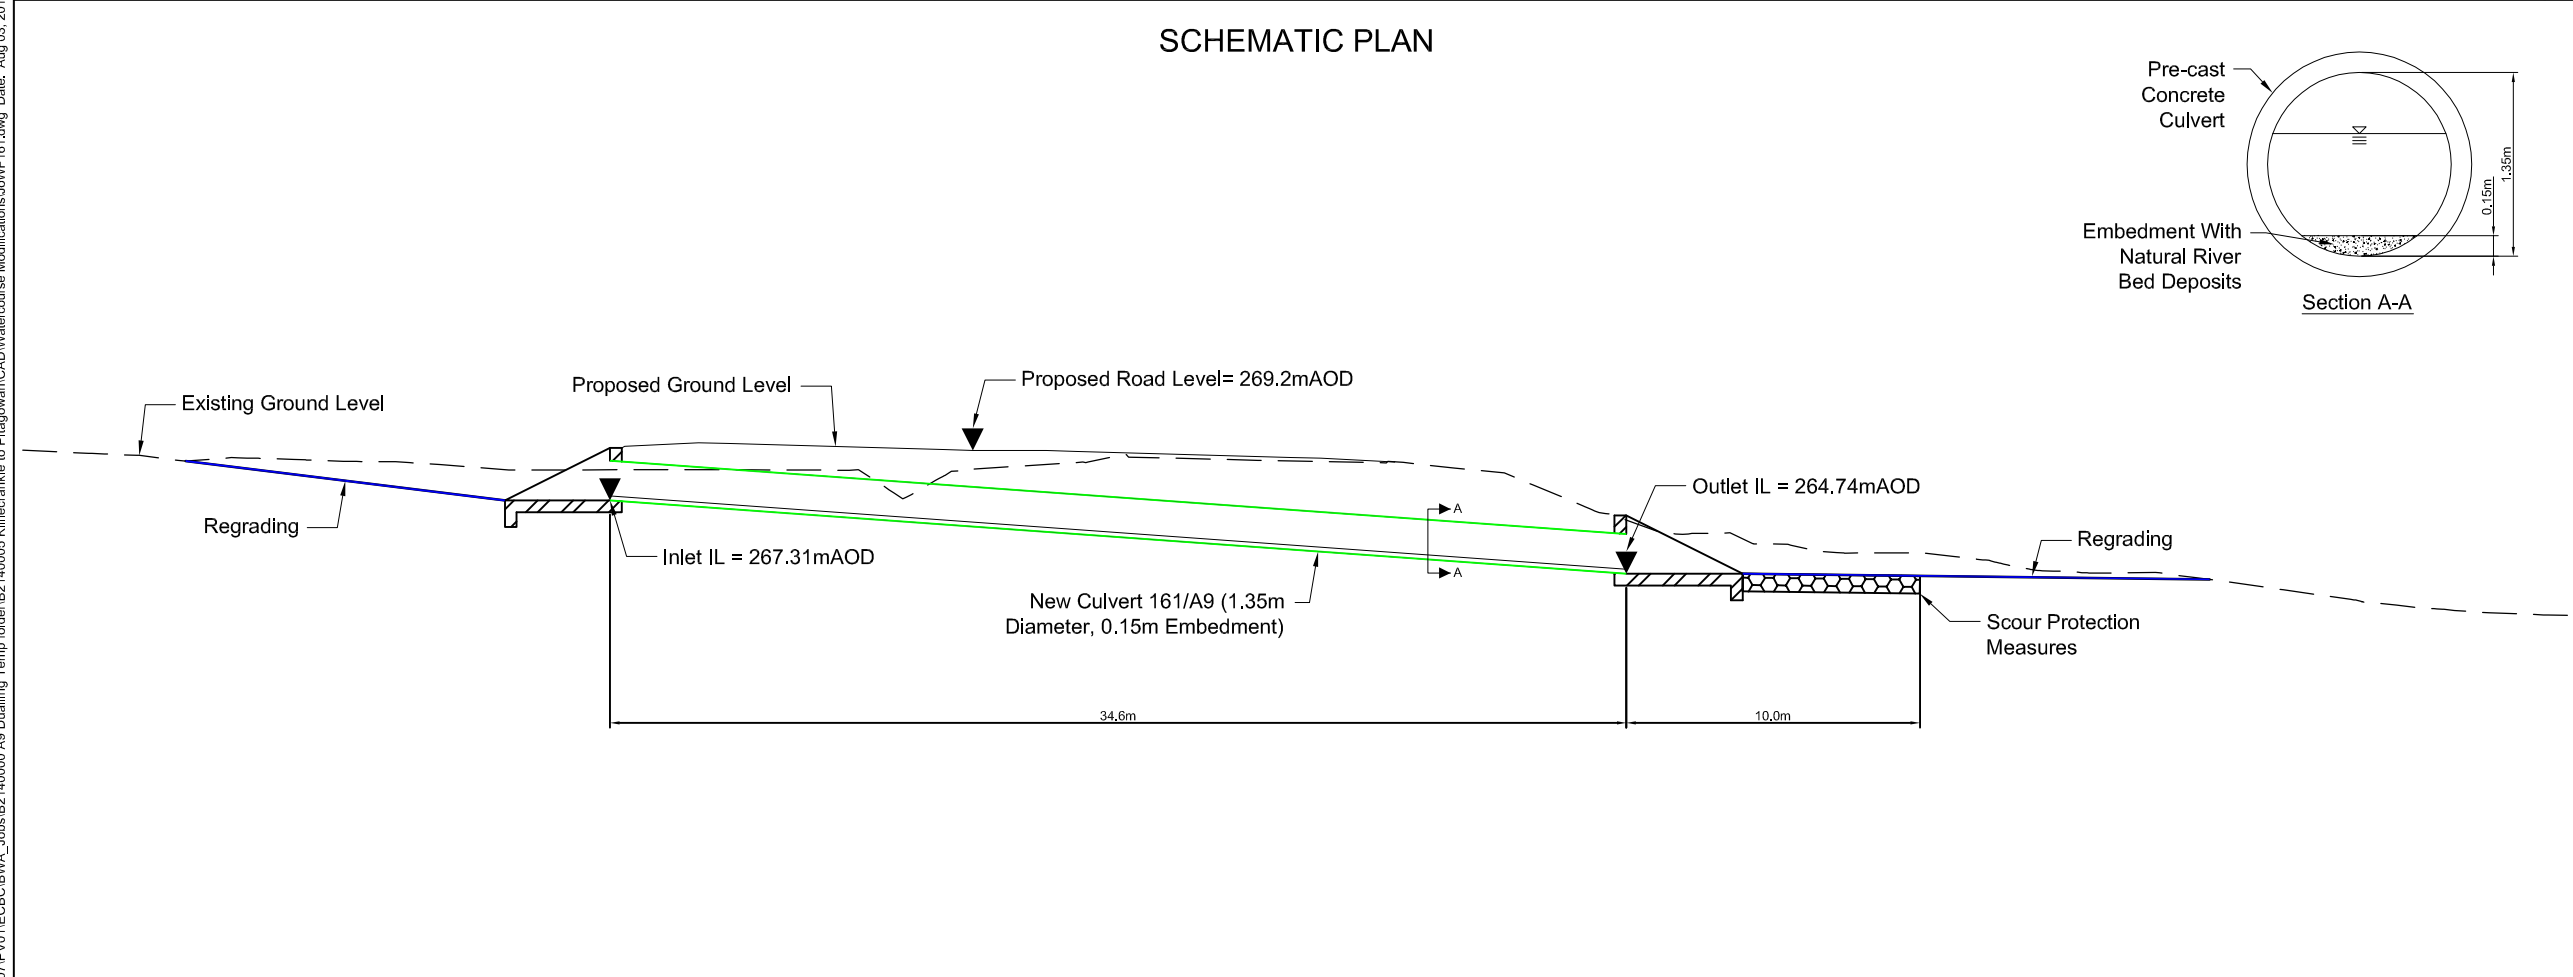 SCHEMATIC PLAN
Pre-cast
Concrete
Culvert
1.35m
0.15m
Embedment With
Natural River
Bed Deposits
Section A-A
Existing Ground Level
Proposed Ground Level
Proposed Road Level= 269.2mAOD
Regrading
Inlet IL = 267.31mAOD
A
A
Outlet IL = 264.74mAOD
Regrading
New Culvert 161/A9 (1.35m
Diameter, 0.15m Embedment)
Scour Protection
Measures
34.6m
10.0m